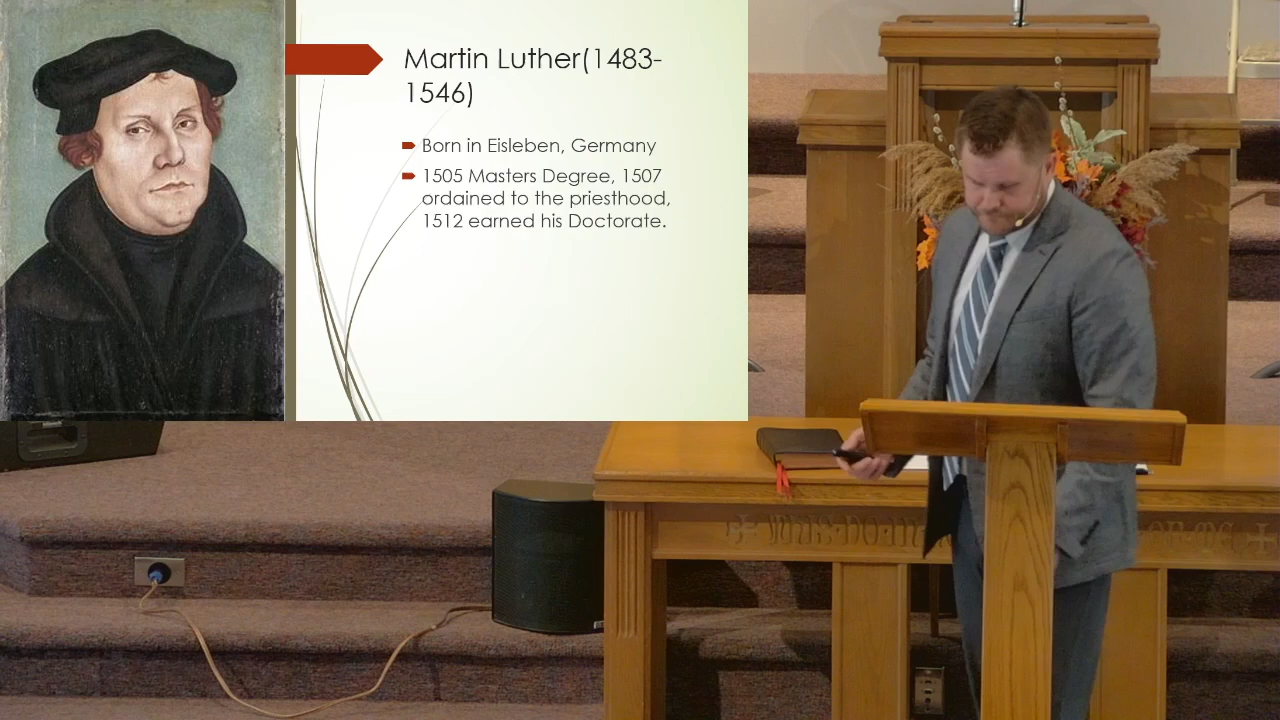 Martin Luther(1483-
1546)
Born in Eisleben, Germany
1505 Masters Degree, 1507
ordained to the priesthood,
1512 earned his Doctorate.